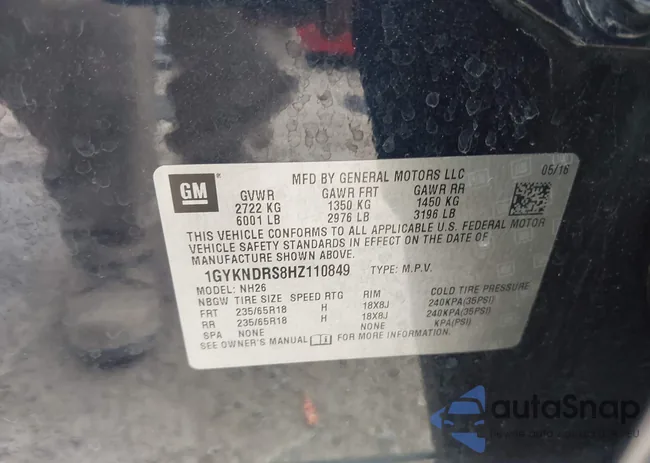 GM
MFD BY GENERAL MOTORS LLC 05/16
GVWR GAWR FRT GAWR RR
2722 KG 1350 KG 1450 KG
6001 LB 2976 LB 3196 LB
THIS VEHICLE CONFORMS TO ALL APPLICABLE U.S. FEDERAL MOTOR
VEHICLE SAFETY STANDARDS IN EFFECT ON THE DATE OF
MANUFACTURE SHOWN ABOVE.
1GYKNDRS8HZ110849 TYPE: M.P.V.
MODEL: NH26
NBGW TIRE SIZE SPEED RTG RIM COLD TIRE PRESSURE
FRT 235/65R18 H 18X8J 240KPA(35PSI)
RR 235/65R18 H 18X8J 240KPA(35PSI)
SPA NONE NONE KPA(PSI)
SEE OWNER'S MANUAL FOR MORE INFORMATION.
autaSnap